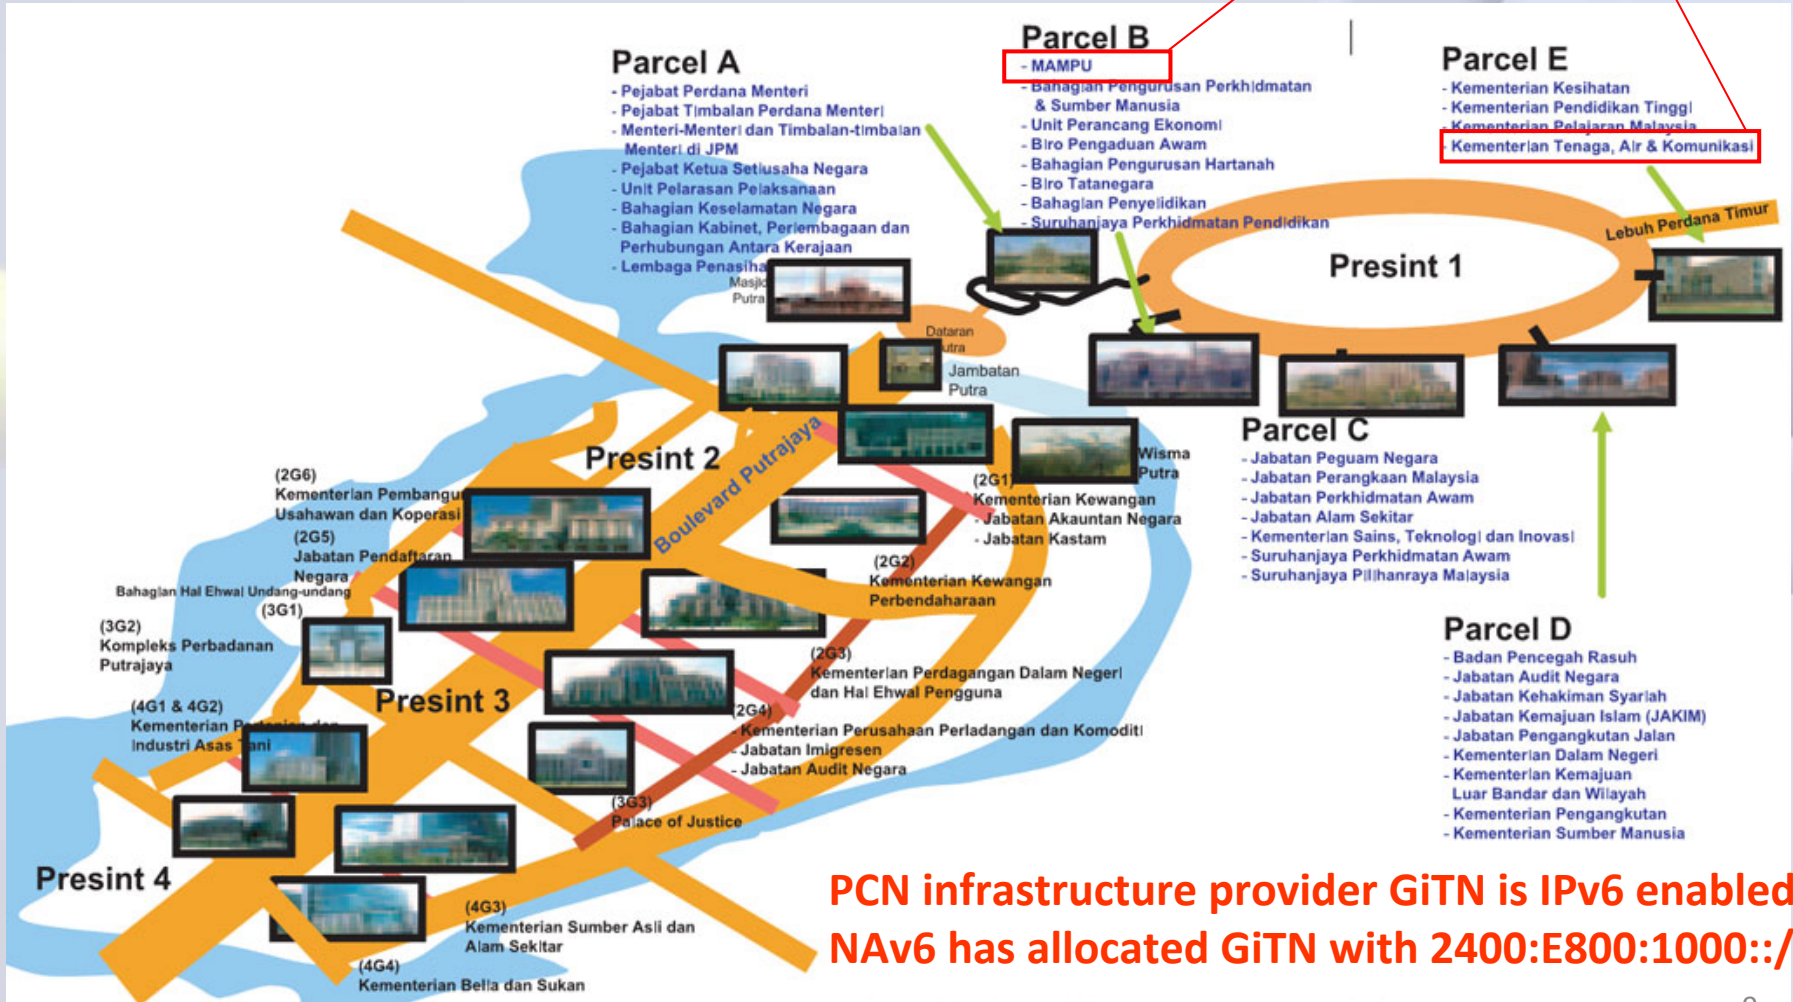 Parcel A
- Pejabat Perdana Menteri
- Pejabat Timbalan Perdana Menteri
- Menteri-Menteri dan Timbalan-timbalan
Menteri di JPM
- Pejabat Ketua Setiusaha Negara
- Unit Pelarasan Pelaksanaan
- Bahagian Keselamatan Negara
- Bahagian Kabinet, Perlembagaan dan
Perhubungan Antara Kerajaan
- Lembaga Penasiha
Parcel B
- MAMPU
- Bahagian Pengurusan Perkhidmatan
& Sumber Manusia
- Unit Perancang Ekonomi
- Biro Pengaduan Awam
- Bahagian Pengurusan Hartanah
- Biro Tatanegara
- Bahagian Penyelidikan
- Suruhanjaya Perkhidmatan Pendidikan
Parcel E
- Kementerian Kesihatan
- Kementerian Pendidikan Tinggi
- Kementerian Pelajaran Malaysia
- Kementerian Tenaga, Air & Komunikasi
Lebuh Perdana Timur
Presint 1
Masjid
Putra
Dataran
utra
Jambatan
Putra
Parcel C
- Jabatan Peguam Negara
- Jabatan Perangkaan Malaysia
- Jabatan Perkhidmatan Awam
- Jabatan Alam Sekitar
- Kementerian Sains, Teknologi dan Inovasi
- Suruhanjaya Perkhidmatan Awam
- Suruhanjaya Pilihanraya Malaysia
Wisma
Putra
Presint 2
Boulevard Putrajaya
(2G6)
Kementerian Pembangu
Usahawan dan Koperasi
(2G5)
Jabatan Pendaftaran
Negara
Bahagian Hal Ehwal Undang-undang
(3G1)
(3G2)
Kompleks Perbadanan
Putrajaya
(2G1)
Kementerian Kewangan
- Jabatan Akauntan Negara
- Jabatan Kastam
(2G2)
Kementerian Kewangan
Perbendaharaan
(2G3)
Kementerian Perdagangan Dalam Negeri
dan Hal Ehwal Pengguna
(2G4)
- Kementerian Perusahaan Perladangan dan Komoditi
- Jabatan Imigresen
- Jabatan Audit Negara
Presint 3
(4G1 & 4G2)
Kementerian Pertanian dan
Industri Asas Tani
(3G3)
Palace of Justice
Parcel D
- Badan Pencegah Rasuh
- Jabatan Audit Negara
- Jabatan Kehakiman Syariah
- Jabatan Kemajuan Islam (JAKIM)
- Jabatan Pengangkutan Jalan
- Kementerian Dalam Negeri
- Kementerian Kemajuan
Luar Bandar dan Wilayah
- Kementerian Pengangkutan
- Kementerian Sumber Manusia
Presint 4
(4G3)
Kementerian Sumber Asli dan
Alam Sekitar
(4G4)
Kementerian Belia dan Sukan
PCN infrastructure provider GiTN is IPv6 enabled
NAv6 has allocated GiTN with 2400:E800:1000::/